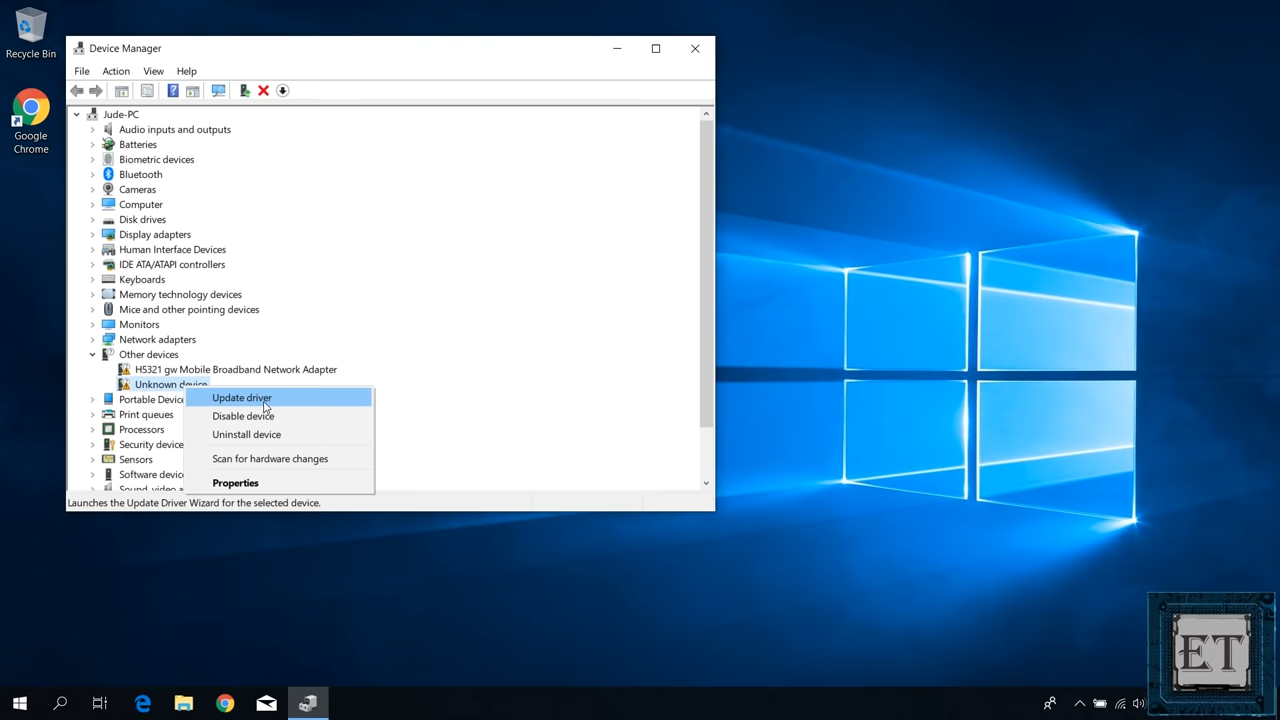 Recycle Bin
Google
Chrome
Device Manager
File Action View Help
Jude-PC
Audio inputs and outputs
Batteries
Biometric devices
Bluetooth
Cameras
Computer
Disk drives
Display adapters
Human Interface Devices
IDE ATA/ATAPI controllers
Keyboards
Memory technology devices
Mice and other pointing devices
Monitors
Network adapters
Other devices
H5321 gw Mobile Broadband Network Adapter
Unknown device
Portable Device
Print queues
Processors
Security device
Sensors
Software device
Sound, video a
Update driver
Disable device
Uninstall device
Scan for hardware changes
Properties
Launches the Update Driver Wizard for the selected device.
ET